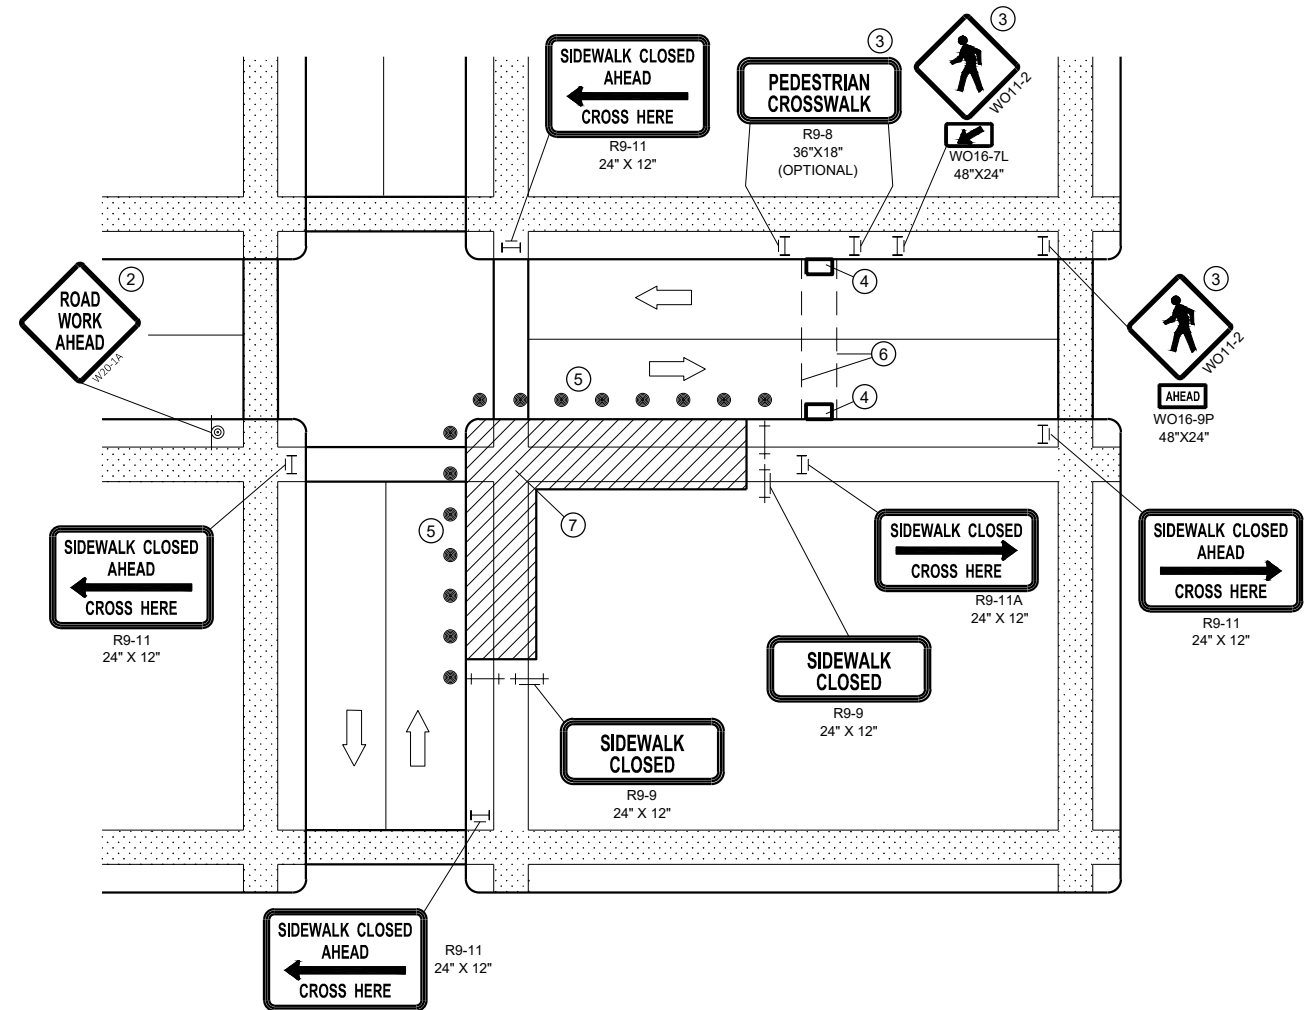 SIDEWALK CLOSED
AHEAD
CROSS HERE
R9-11
24" X 12"
3
PEDESTRIAN
CROSSWALK
R9-8
36"X18"
(OPTIONAL)
3
WO11-2
WO16-7L
48"X24"
2
ROAD
WORK
AHEAD
W20-1A
4
3
WO11-2
AHEAD
WO16-9P
48"X24"
6
5
4
5
7
SIDEWALK CLOSED
AHEAD
CROSS HERE
R9-11
24" X 12"
SIDEWALK CLOSED
CROSS HERE
R9-11A
24" X 12"
SIDEWALK CLOSED
AHEAD
CROSS HERE
R9-11
24" X 12"
SIDEWALK
CLOSED
R9-9
24" X 12"
SIDEWALK
CLOSED
R9-9
24" X 12"
SIDEWALK CLOSED
AHEAD
CROSS HERE
R9-11
24" X 12"